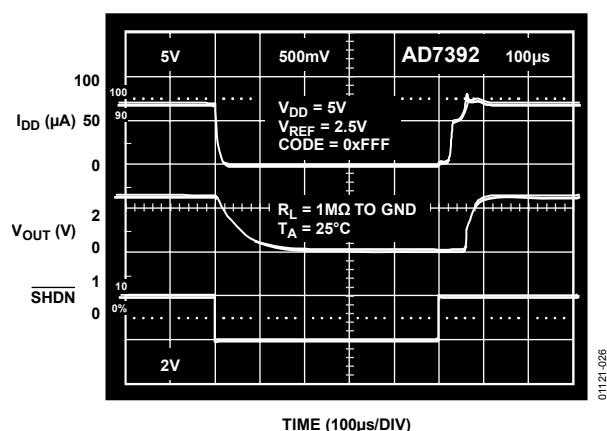 5V 500mV AD7392 100µs
100
100
90
I_DD (µA) 50
0
V_DD = 5V
V_REF = 2.5V
CODE = 0xFFF
2
V_OUT (V)
0
R_L = 1MΩ TO GND
T_A = 25°C
1
10
SHDN
0%
0
2V
TIME (100µs/DIV)
01121-026